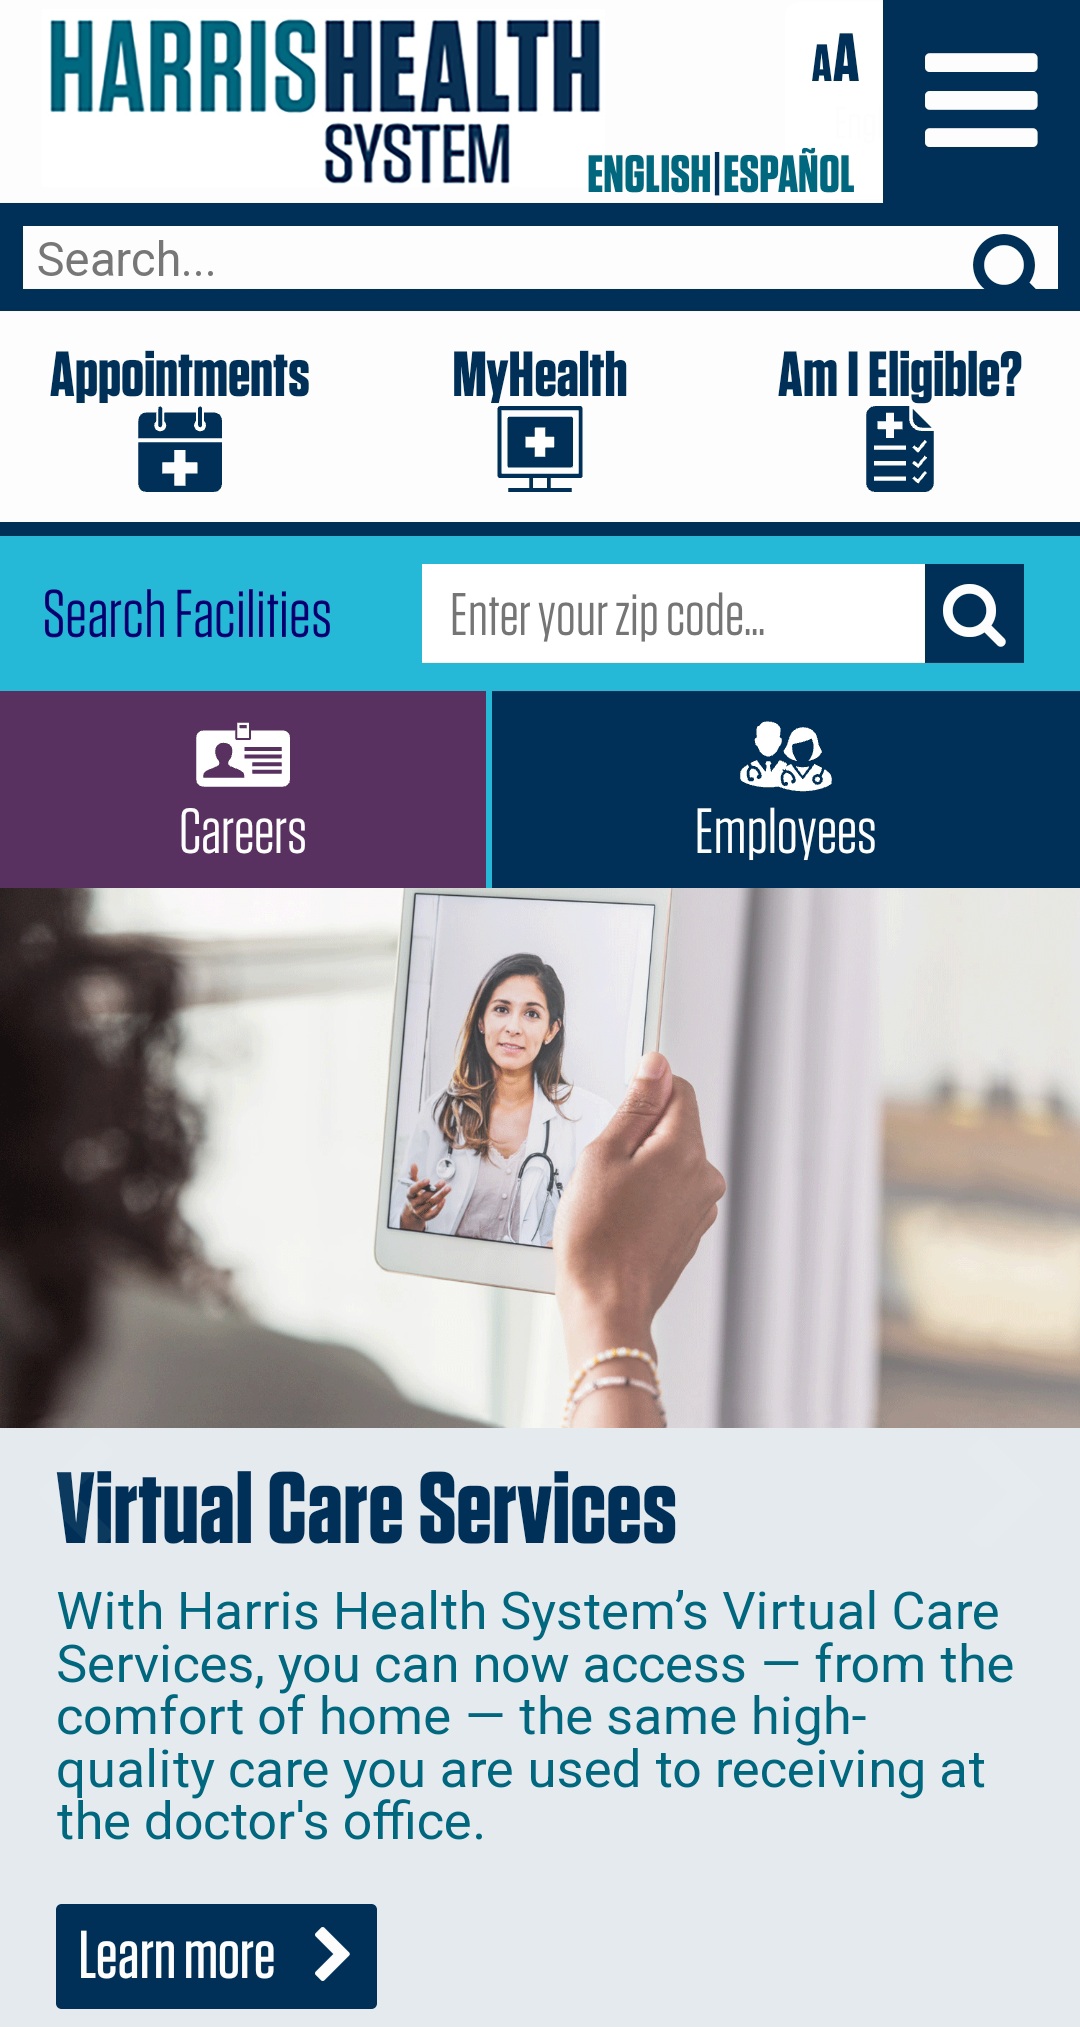 HARRISHEALTH
SYSTEM
AA
ENGLISH|ESPAÑOL
Search...
Appointments
MyHealth
Am I Eligible?
Search Facilities
Enter your zip code...
Careers
Employees
Virtual Care Services
With Harris Health System’s Virtual Care
Services, you can now access — from the
comfort of home — the same high-
quality care you are used to receiving at
the doctor's office.
Learn more